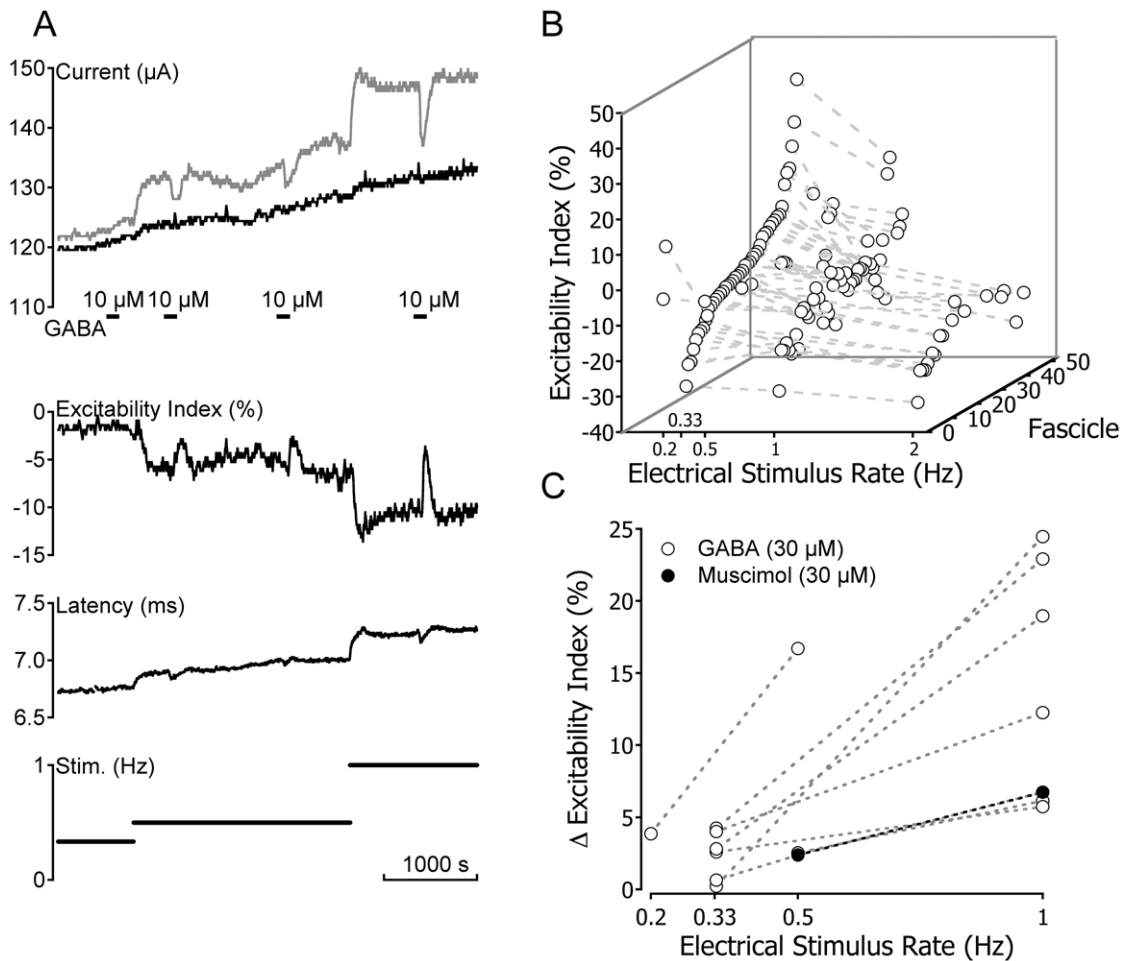 A
Current (µA)
150
140
130
120
110
10 µM 10 µM 10 µM 10 µM
GABA
Excitability Index (%)
0
-5
-10
-15
Latency (ms)
7.5
7.0
6.5
Stim. (Hz)
1
0
1000 s
B
Excitability Index (%)
50
40
30
20
10
0
-10
-20
-30
-40
0.2 0.33 0.5 1 2
Electrical Stimulus Rate (Hz)
0 10 20 30 40 50
Fascicle
C
Δ Excitability Index (%)
25
20
15
10
5
0
GABA (30 µM)
Muscimol (30 µM)
0.2 0.33 0.5 1
Electrical Stimulus Rate (Hz)